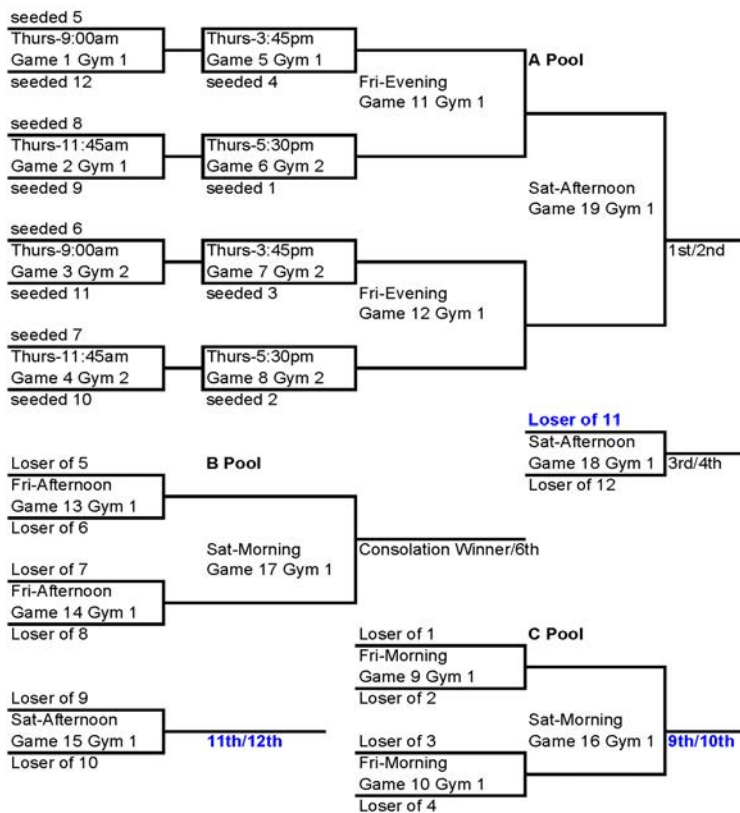 seeded 5
Thurs-9:00am
Game 1 Gym 1
seeded 12
Thurs-3:45pm
Game 5 Gym 1
seeded 4
Fri-Evening
Game 11 Gym 1
A Pool
seeded 8
Thurs-11:45am
Game 2 Gym 1
seeded 9
Thurs-5:30pm
Game 6 Gym 2
seeded 1
Sat-Afternoon
Game 19 Gym 1
1st/2nd
seeded 6
Thurs-9:00am
Game 3 Gym 2
seeded 11
Thurs-3:45pm
Game 7 Gym 2
seeded 3
Fri-Evening
Game 12 Gym 1
seeded 7
Thurs-11:45am
Game 4 Gym 2
seeded 10
Thurs-5:30pm
Game 8 Gym 2
seeded 2
Loser of 11
Sat-Afternoon
Game 18 Gym 1
Loser of 12
3rd/4th
B Pool
Loser of 5
Fri-Afternoon
Game 13 Gym 1
Loser of 6
Sat-Morning
Game 17 Gym 1
Consolation Winner/6th
Loser of 7
Fri-Afternoon
Game 14 Gym 1
Loser of 8
C Pool
Loser of 1
Fri-Morning
Game 9 Gym 1
Loser of 2
Sat-Morning
Game 16 Gym 1
9th/10th
Loser of 3
Fri-Morning
Game 10 Gym 1
Loser of 4
Loser of 9
Sat-Afternoon
Game 15 Gym 1
Loser of 10
11th/12th